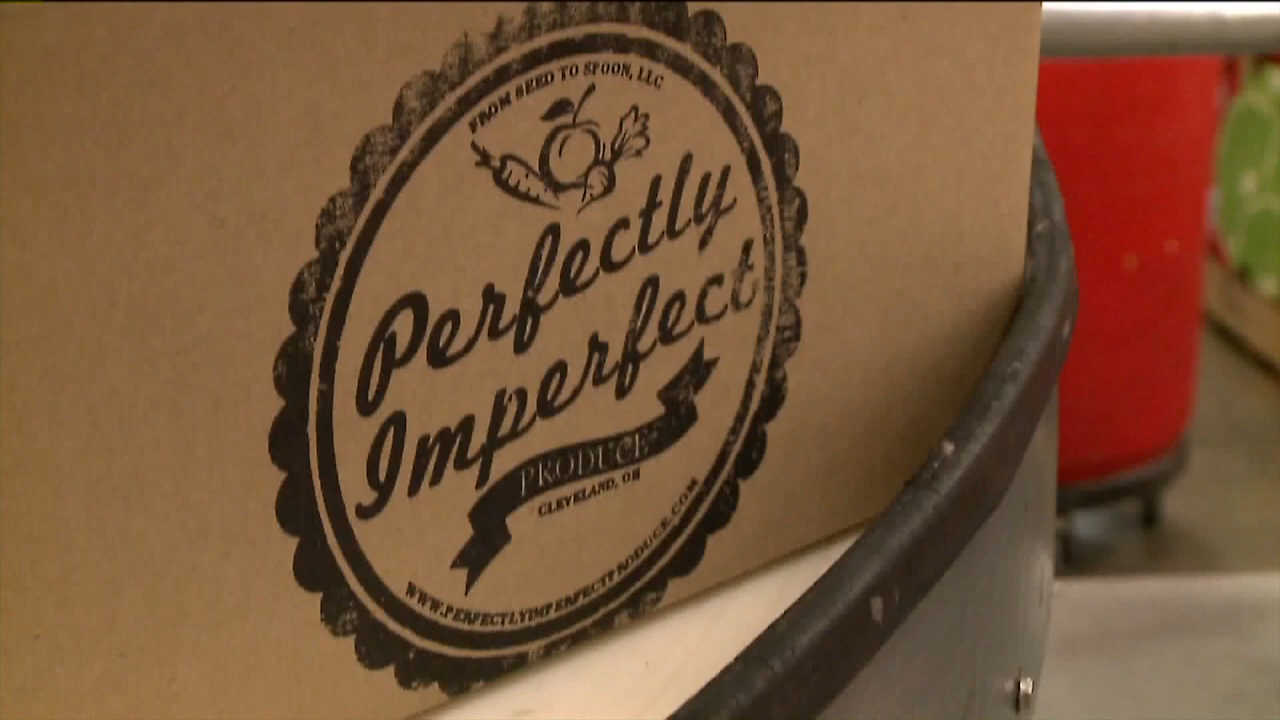 FROM SEED TO SPOON, LLC
Perfectly
Imperfect
PRODUCE
CLEVELAND, OH
WWW.PERFECTLYIMPERFECTPRODUCE.COM